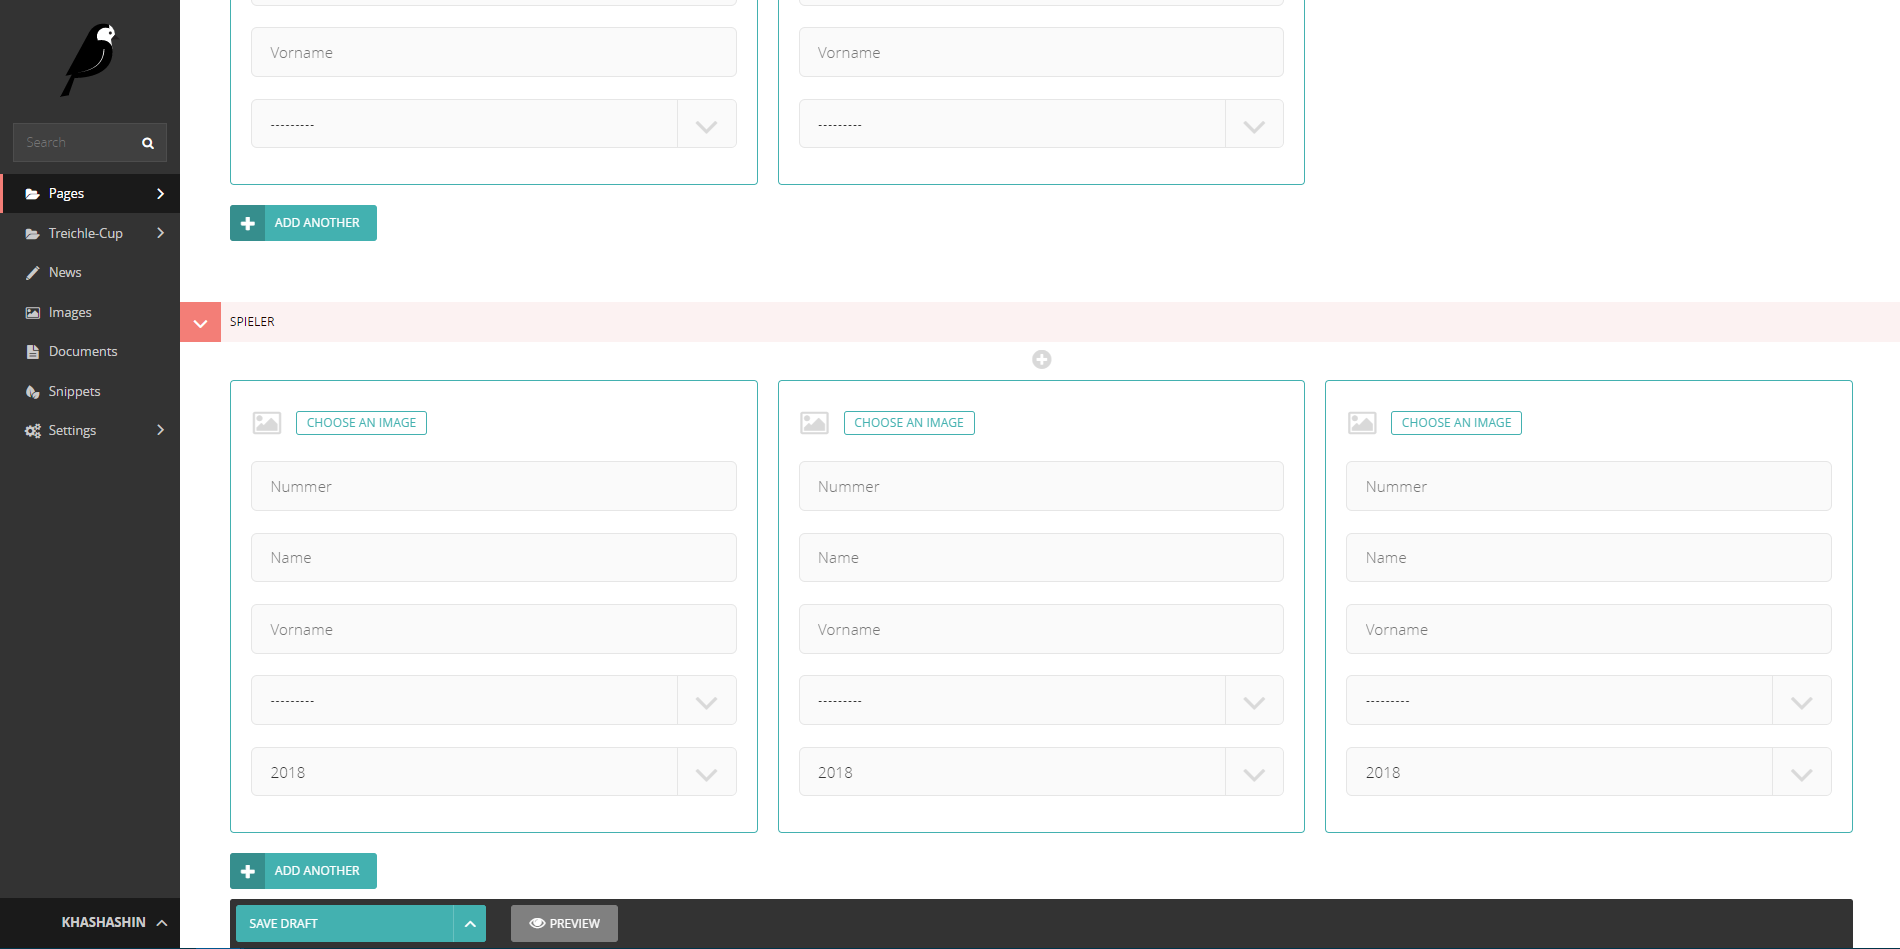 Search
Pages
Treichle-Cup
News
Images
Documents
Snippets
Settings
KHASHASHIN
Vorname
Vorname
---------
---------
ADD ANOTHER
SPIELER
CHOOSE AN IMAGE
CHOOSE AN IMAGE
CHOOSE AN IMAGE
Nummer
Nummer
Nummer
Name
Name
Name
Vorname
Vorname
Vorname
---------
---------
---------
2018
2018
2018
ADD ANOTHER
SAVE DRAFT
PREVIEW